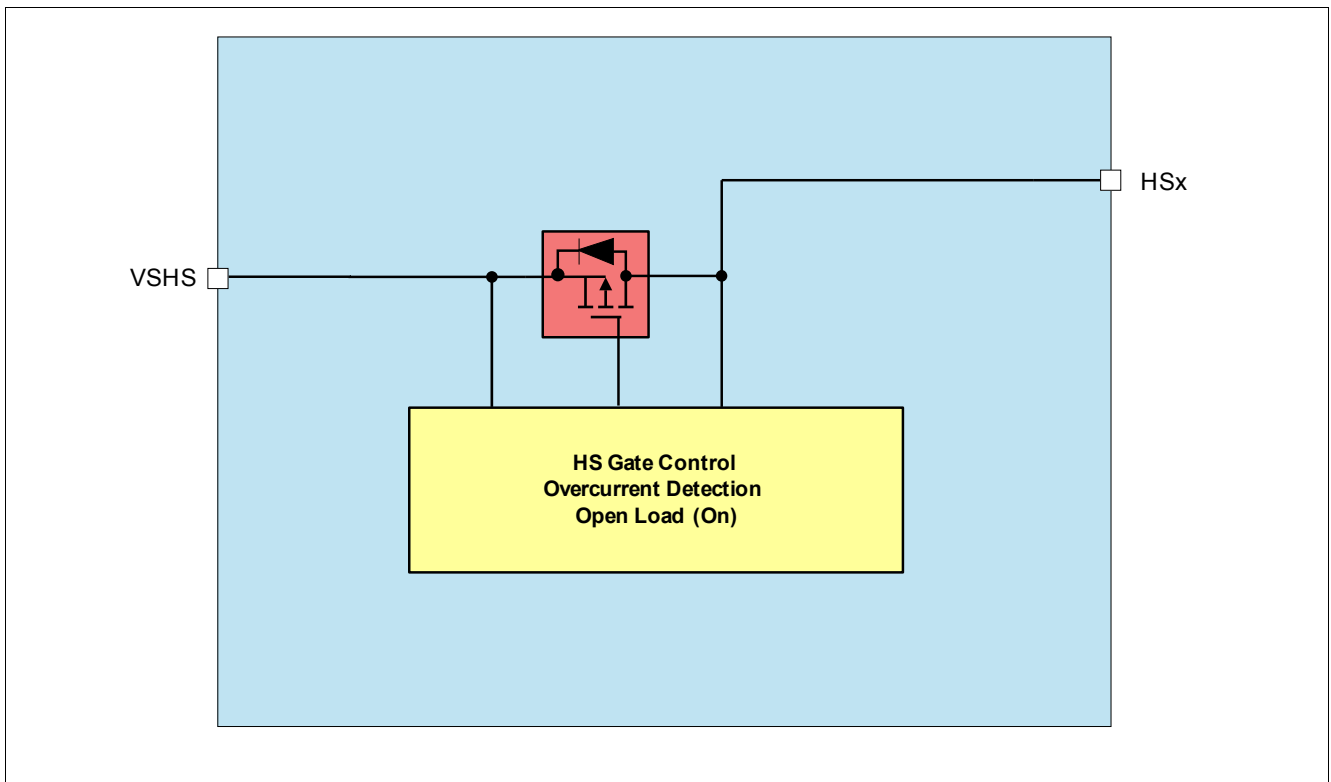 HSx
VSHS
HS Gate Control
Overcurrent Detection
Open Load (On)